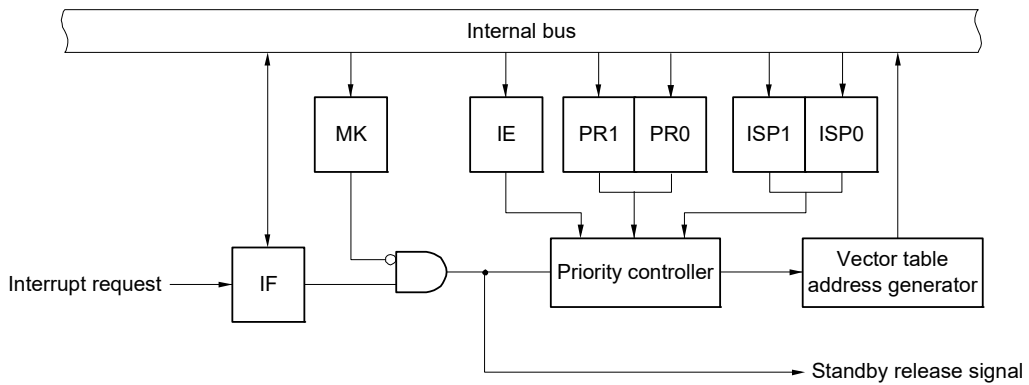 Internal bus
MK
IE
PR1
PR0
ISP1
ISP0
Interrupt request
IF
Priority controller
Vector table
address generator
Standby release signal